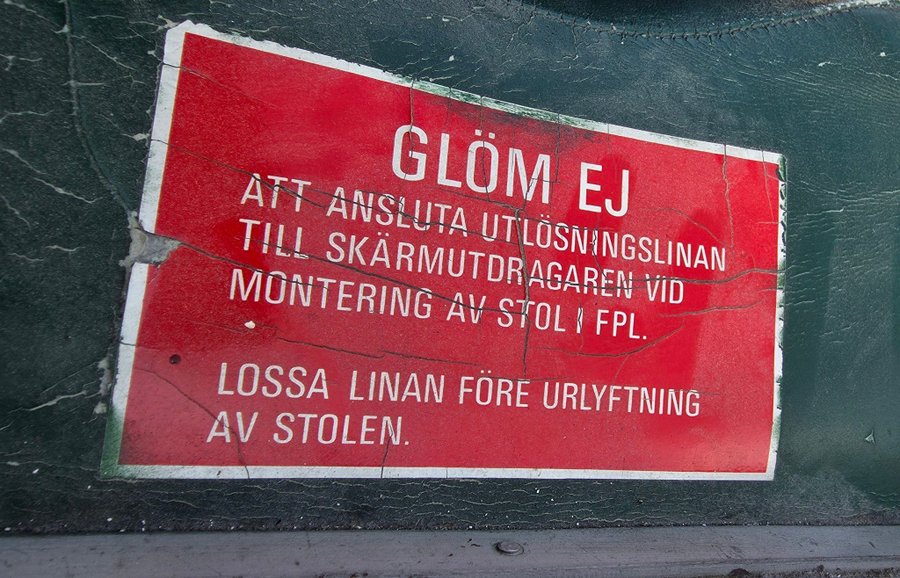 GLÖM EJ
ATT ANSLUTA UTLÖSNINGSLINAN
TILL SKÄRMUTDRAGAREN VID
MONTERING AV STOL I FPL.
LOSSA LINAN FÖRE URLYFTNING
AV STOLEN.